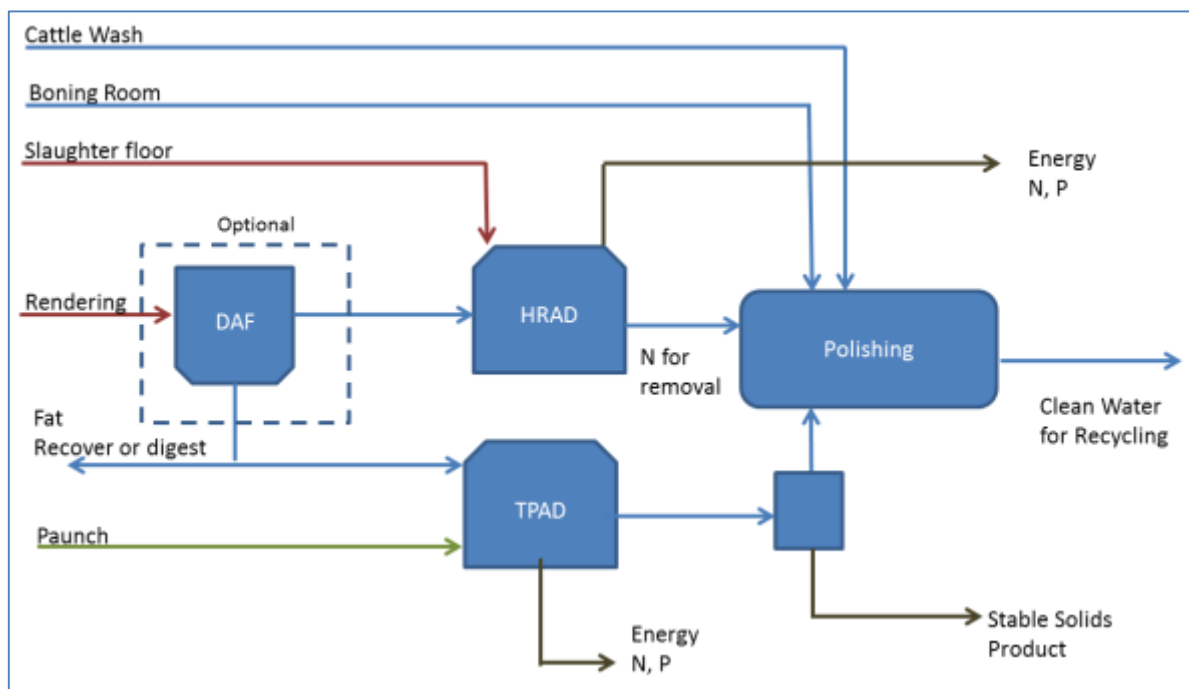 Cattle Wash
Boning Room
Slaughter floor
Energy
N, P
Optional
Rendering
DAF
HRAD
Polishing
N for
removal
Clean Water
for Recycling
Fat
Recover or digest
TPAD
Paunch
Stable Solids
Product
Energy
N, P